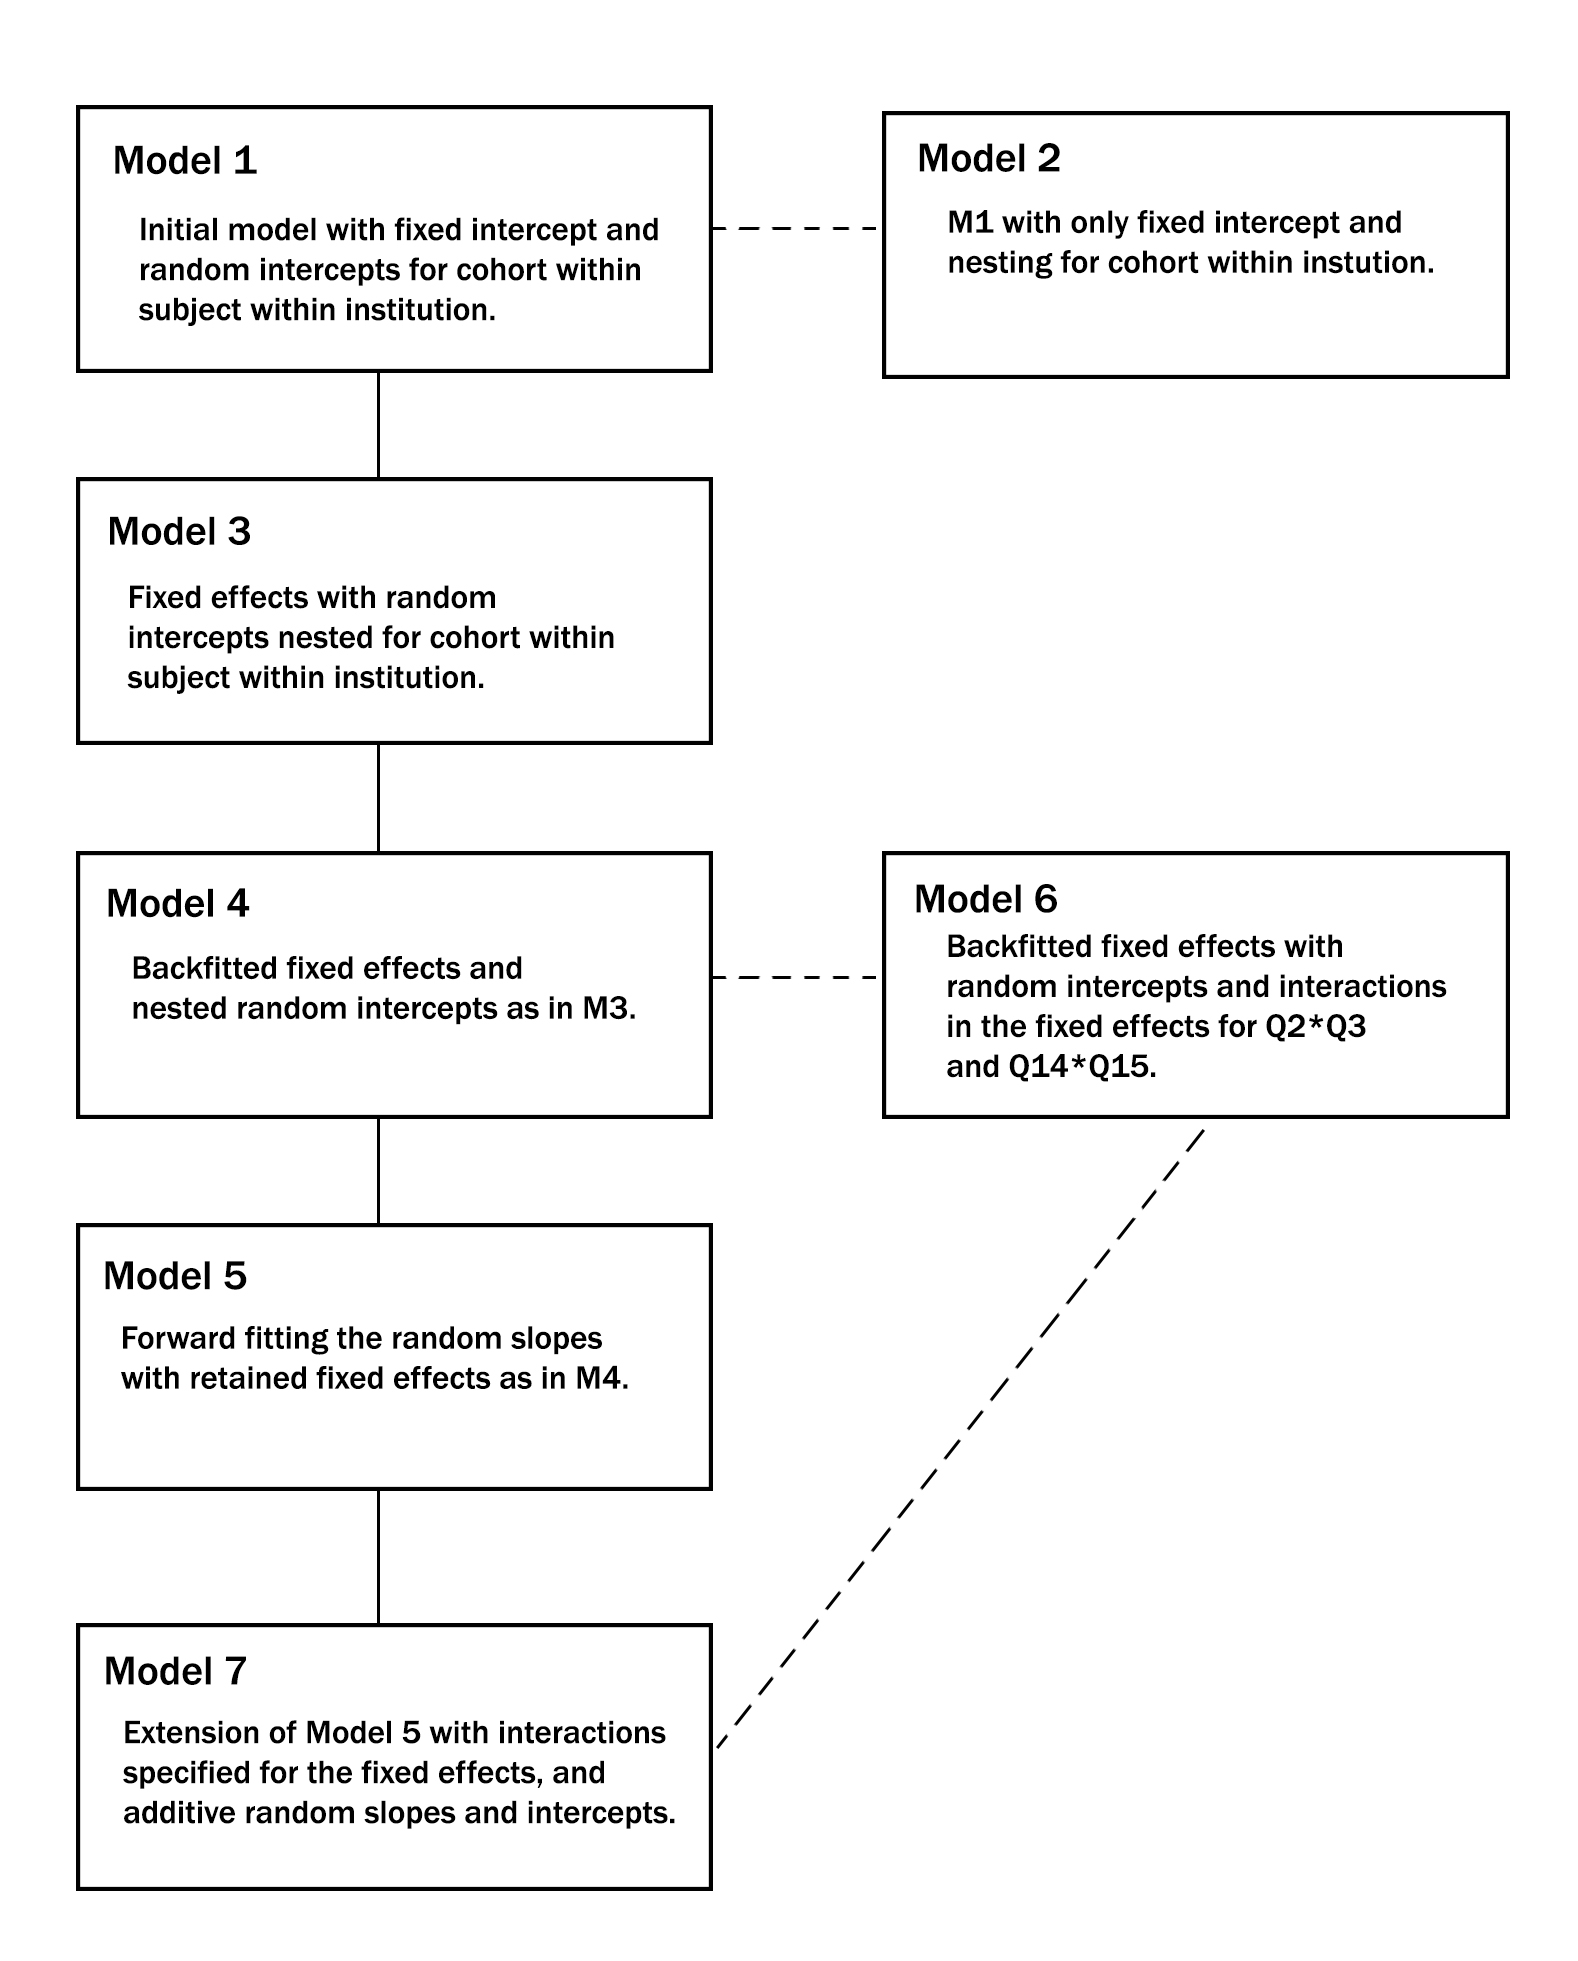 Model 1
Initial model with fixed intercept and
random intercepts for cohort within
subject within institution.
Model 2
M1 with only fixed intercept and
nesting for cohort within instution.
Model 3
Fixed effects with random
intercepts nested for cohort within
subject within institution.
Model 4
Backfitted fixed effects and
nested random intercepts as in M3.
Model 6
Backfitted fixed effects with
random intercepts and interactions
in the fixed effects for Q2*Q3
and Q14*Q15.
Model 5
Forward fitting the random slopes
with retained fixed effects as in M4.
Model 7
Extension of Model 5 with interactions
specified for the fixed effects, and
additive random slopes and intercepts.